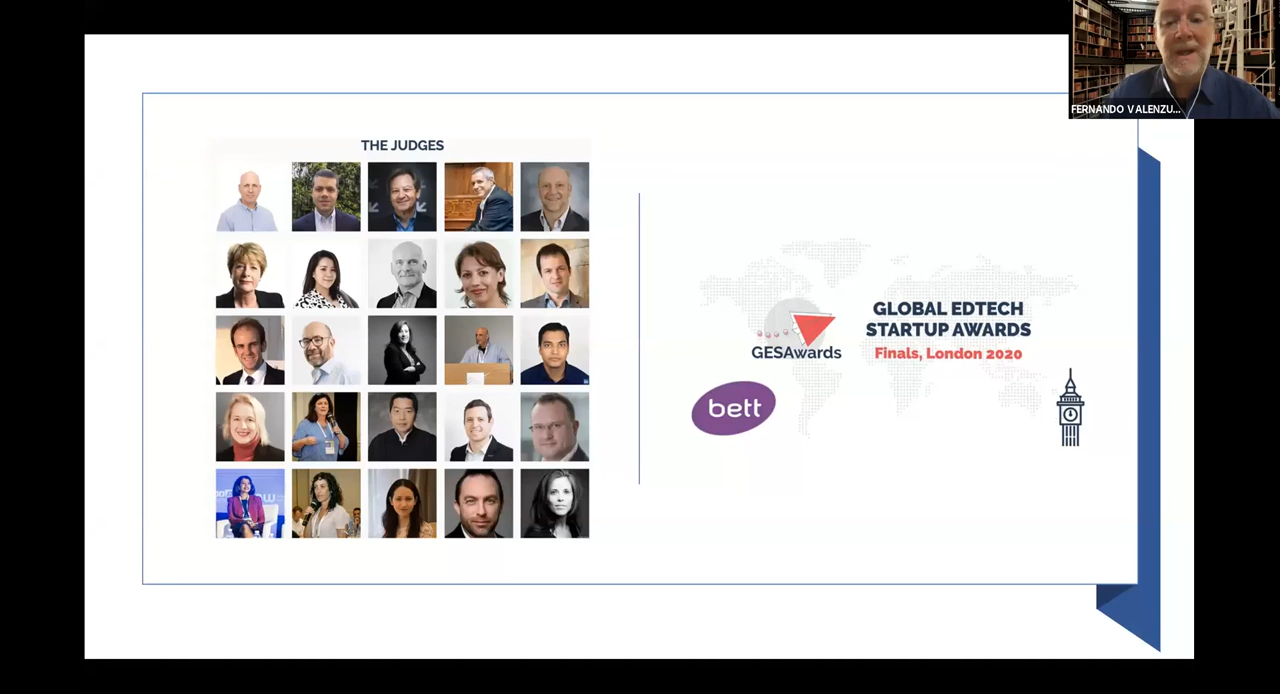 FERNANDO VALENZU...
THE JUDGES
GLOBAL EDTECH
STARTUP AWARDS
GESAwards
Finals, London 2020
bett